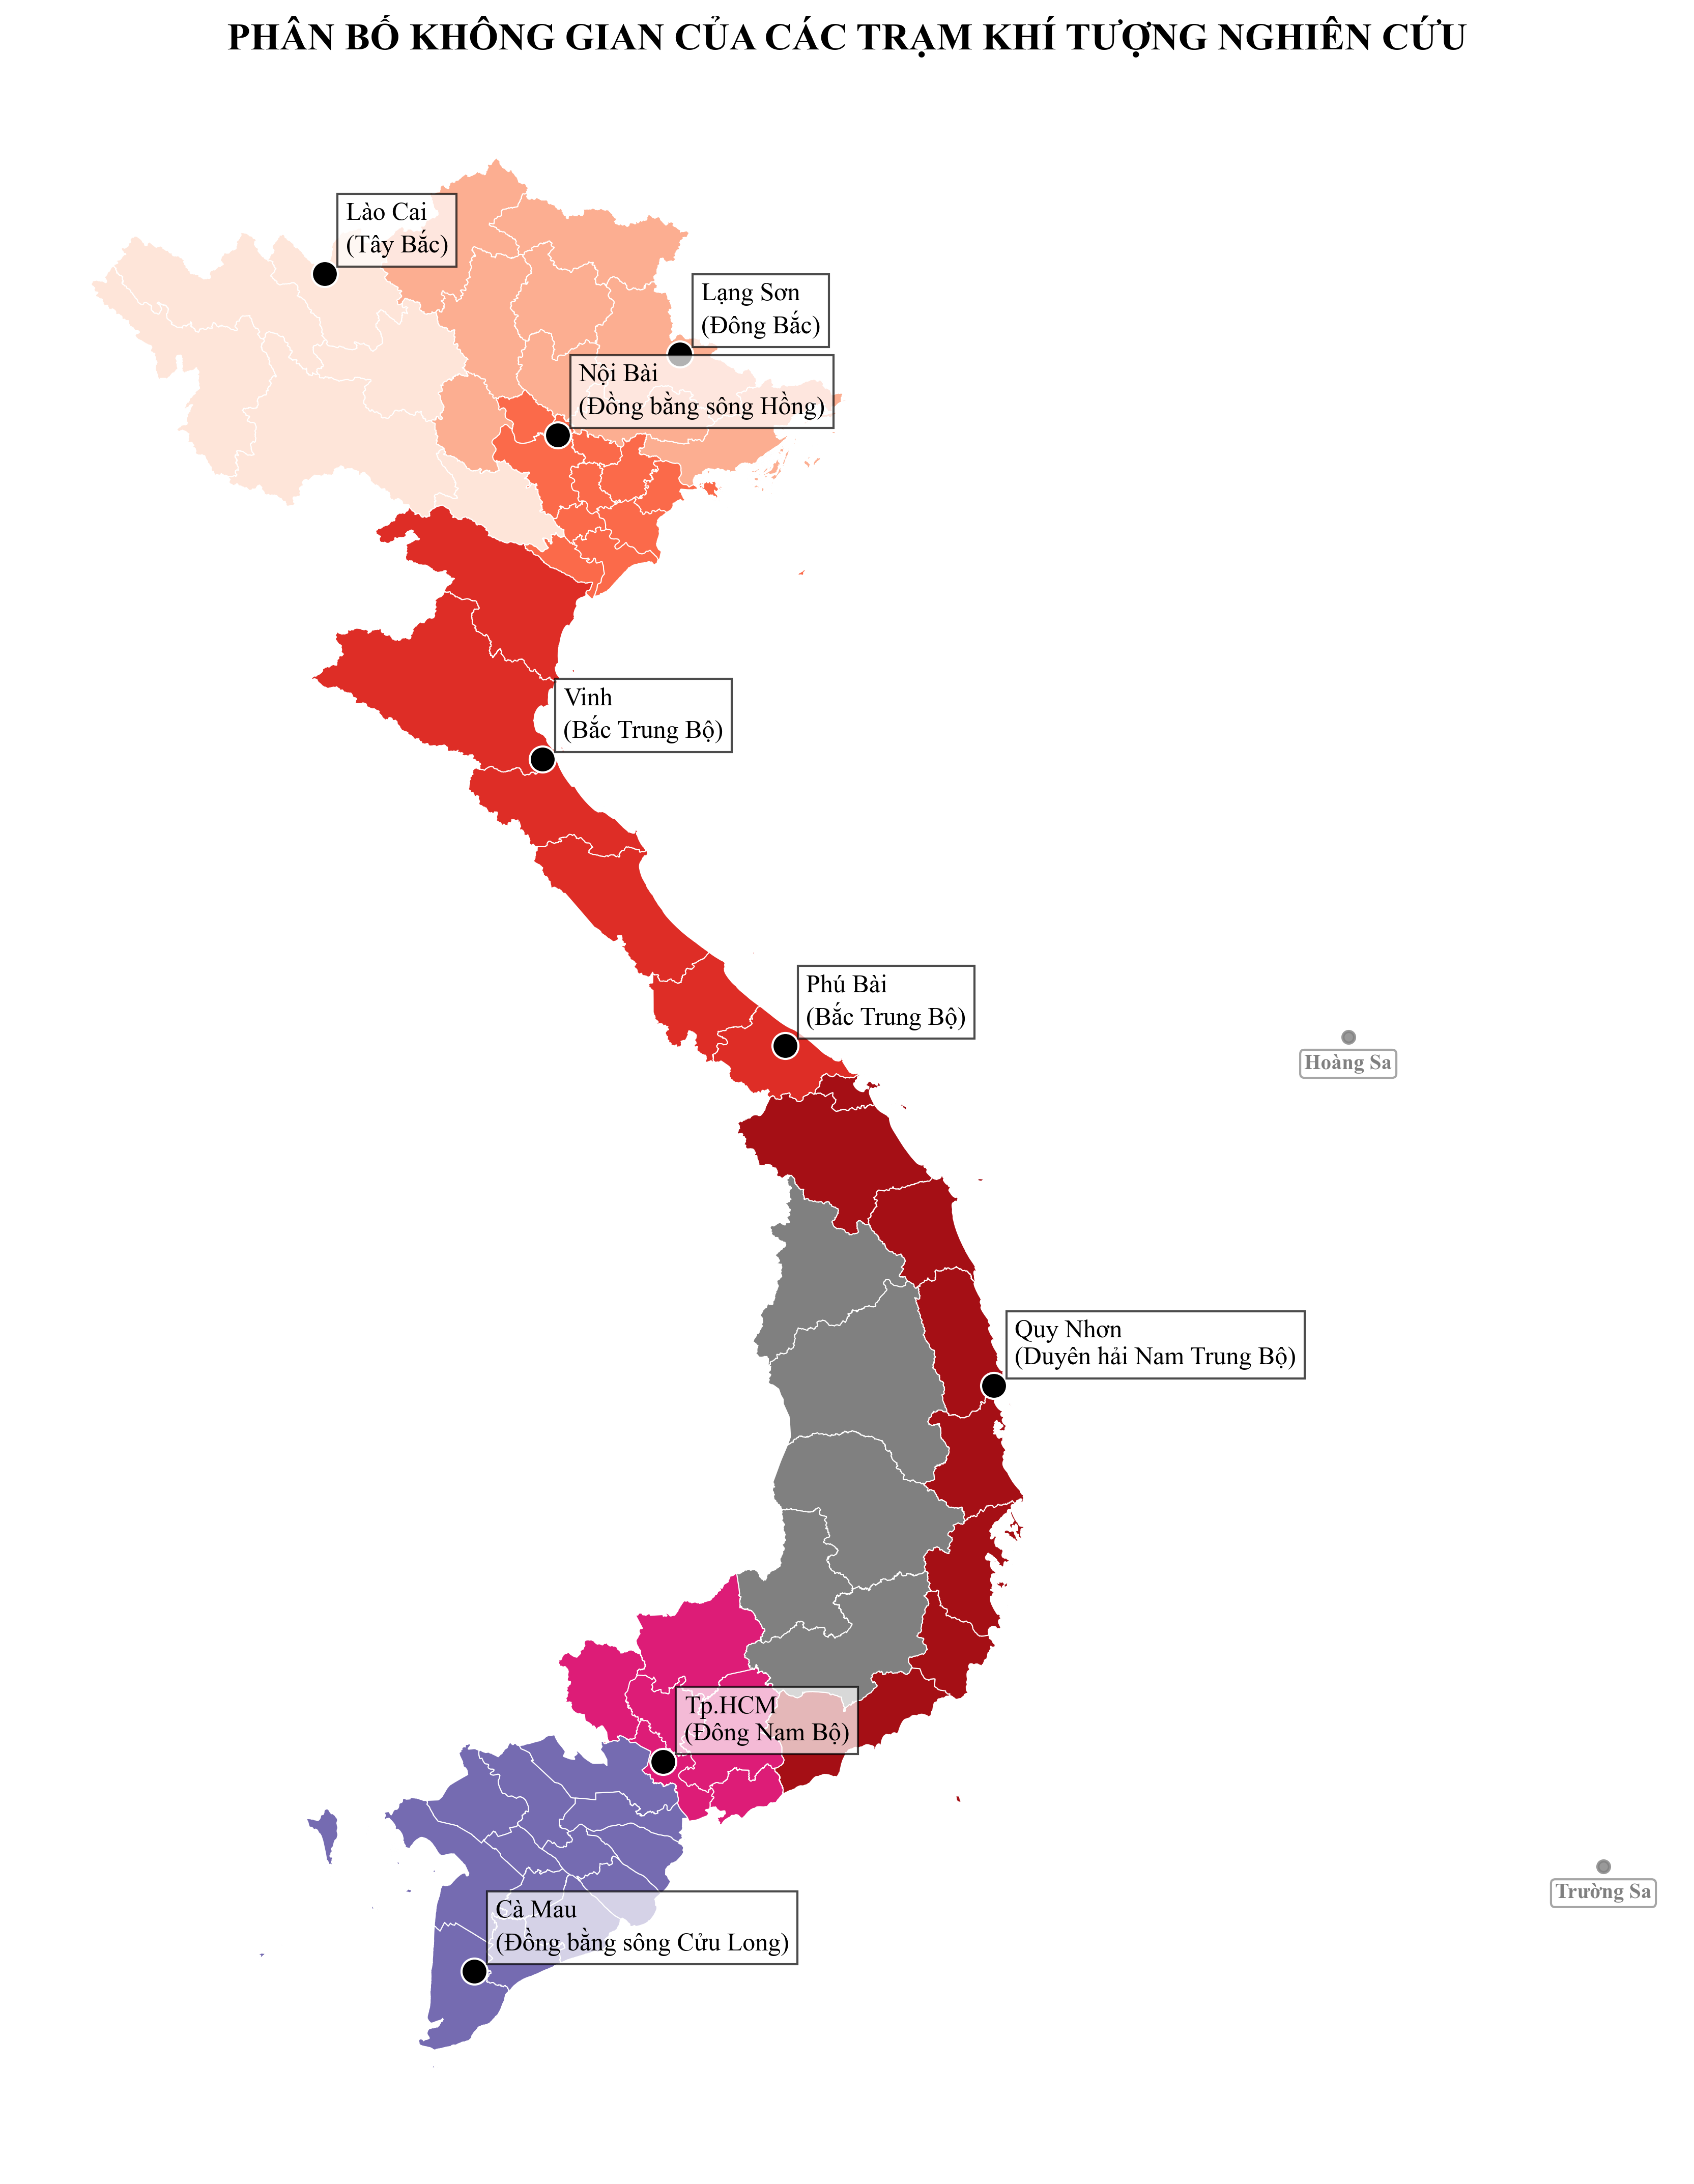 PHÂN BỐ KHÔNG GIAN CỦA CÁC TRẠM KHÍ TƯỢNG NGHIÊN CỨU
Lào Cai
(Tây Bắc)
Lạng Sơn
(Đông Bắc)
Nội Bài
(Đồng bằng sông Hồng)
Vinh
(Bắc Trung Bộ)
Phú Bài
(Bắc Trung Bộ)
Hoàng Sa
Quy Nhơn
(Duyên hải Nam Trung Bộ)
Tp.HCM
(Đông Nam Bộ)
Trường Sa
Cà Mau
(Đồng bằng sông Cửu Long)